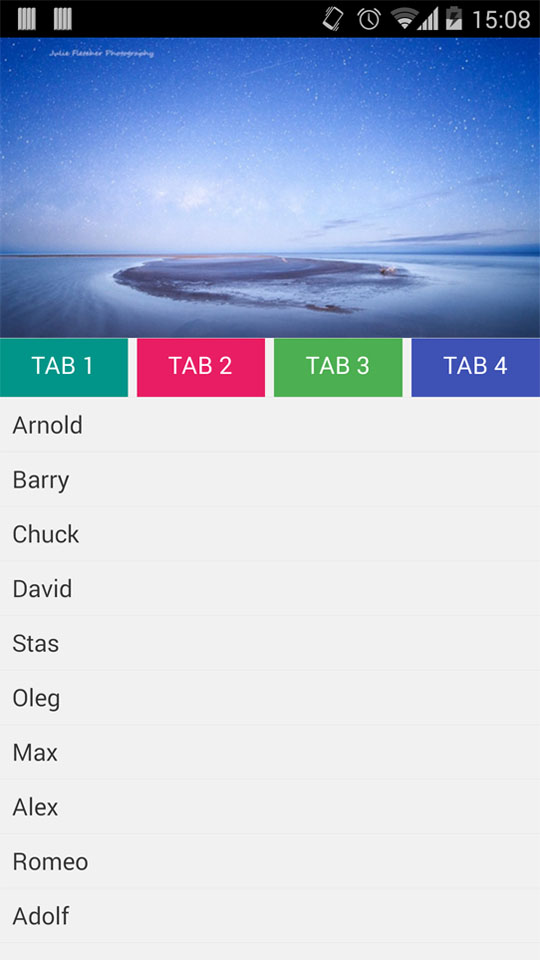 15:08
Julie Fletcher Photography
TAB 1 TAB 2 TAB 3 TAB 4
Arnold
Barry
Chuck
David
Stas
Oleg
Max
Alex
Romeo
Adolf